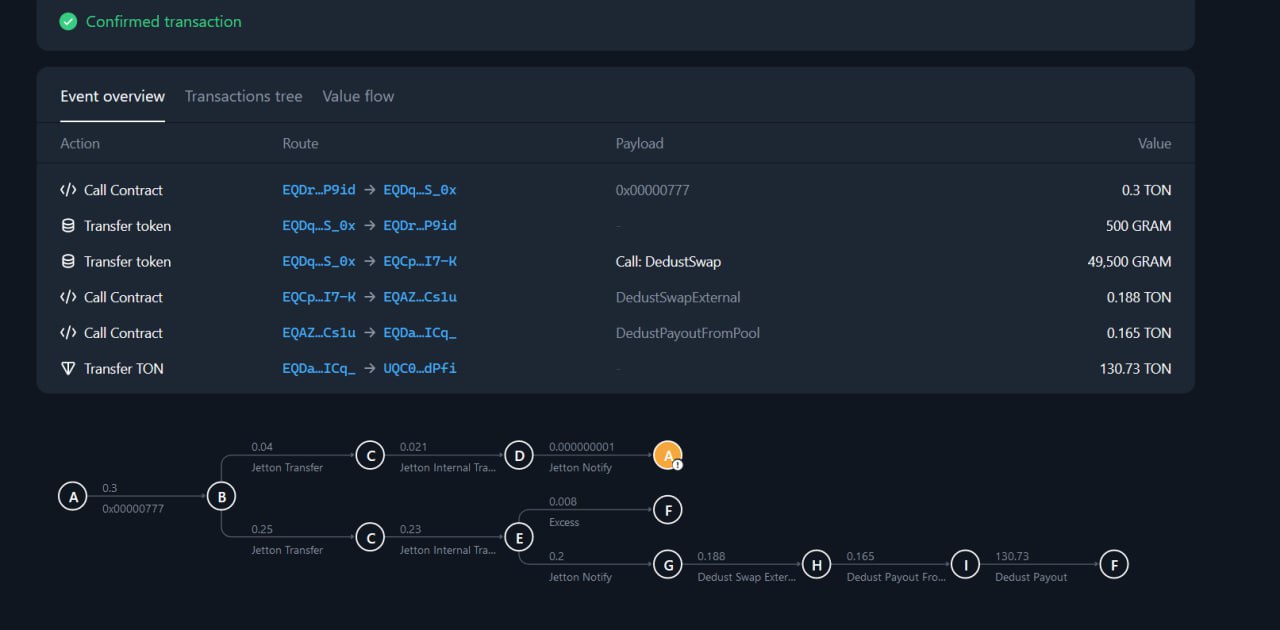 Confirmed transaction
Event overview Transactions tree Value flow
Action Route Payload Value
Call Contract EQDr…P9id → EQDq…S_0x 0x00000777 0.3 TON
Transfer token EQDq…S_0x → EQDr…P9id - 500 GRAM
Transfer token EQDq…S_0x → EQCp…I7-K Call: DedustSwap 49,500 GRAM
Call Contract EQCp…I7-K → EQAZ…Cs1u DedustSwapExternal 0.188 TON
Call Contract EQAZ…Cs1u → EQDa…ICq_ DedustPayoutFromPool 0.165 TON
Transfer TON EQDa…ICq_ → UQC0…dPfi - 130.73 TON
0.04 0.021 0.000000001
C D A
Jetton Transfer Jetton Internal Tra... Jetton Notify
0.3
A B
0x00000777
0.008
F
Excess
0.25 0.23
C E
Jetton Transfer Jetton Internal Tra...
0.2 0.188 0.165 130.73
G H I F
Jetton Notify Dedust Swap Exter... Dedust Payout Fro... Dedust Payout